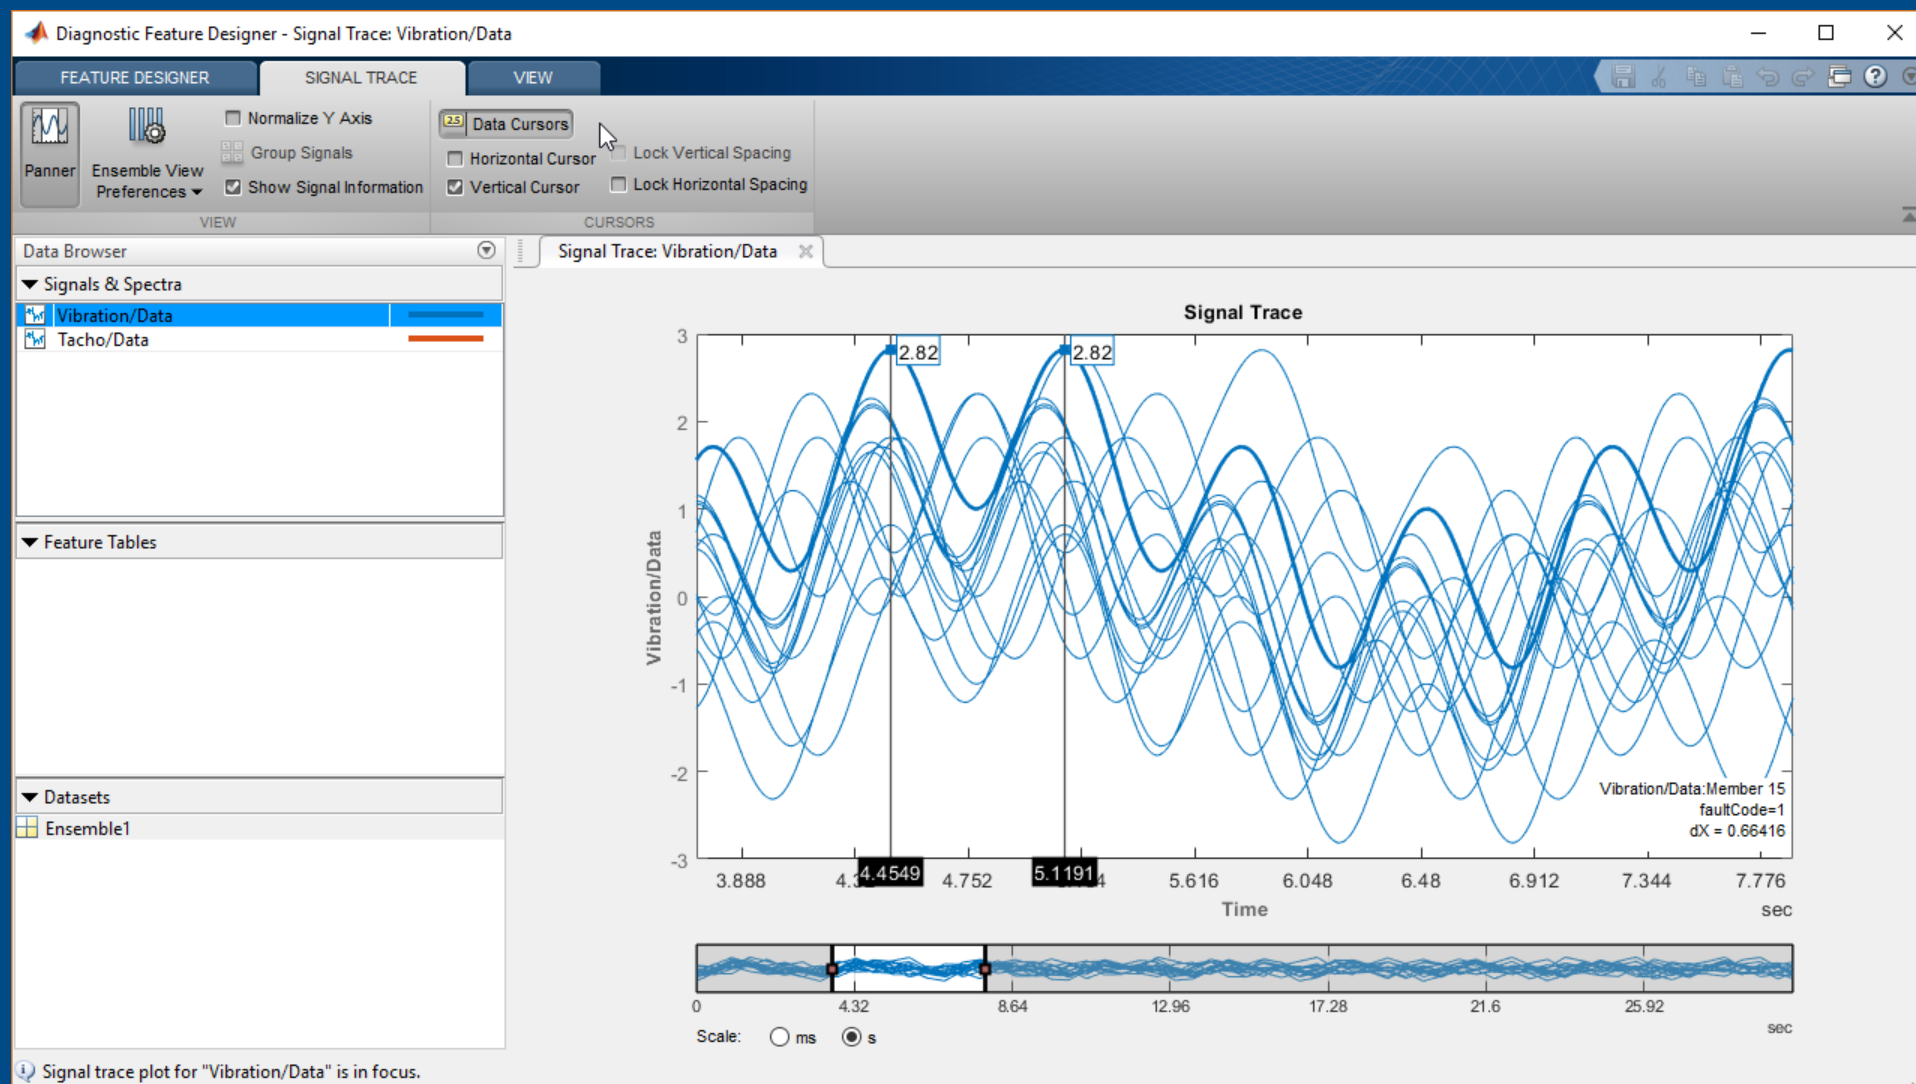 Diagnostic Feature Designer - Signal Trace: Vibration/Data
FEATURE DESIGNER
SIGNAL TRACE
VIEW
Panner
Ensemble View
Preferences
Normalize Y Axis
Group Signals
Show Signal Information
VIEW
2.5 Data Cursors
Horizontal Cursor
Vertical Cursor
Lock Vertical Spacing
Lock Horizontal Spacing
CURSORS
Data Browser
Signals & Spectra
Vibration/Data
Tacho/Data
Feature Tables
Datasets
Ensemble1
Signal Trace: Vibration/Data
Signal Trace
Vibration/Data
3
2
1
0
-1
-2
-3
2.82
2.82
Vibration/Data:Member 15
faultCode=1
dX = 0.66416
3.888
4.4549
4.752
5.1191
5.616
6.048
6.48
6.912
7.344
7.776
Time
sec
0
4.32
8.64
12.96
17.28
21.6
25.92
sec
Scale:
ms
s
Signal trace plot for "Vibration/Data" is in focus.